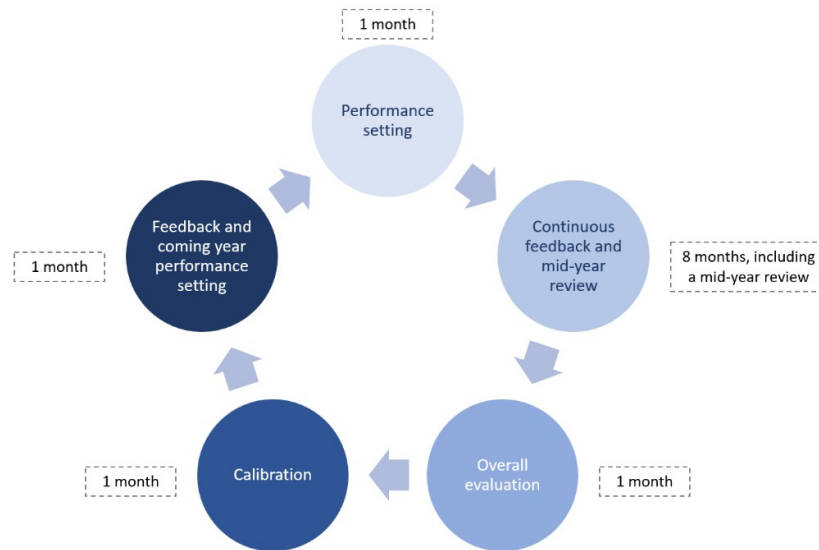 1 month
Performance
setting
Continuous
feedback and
mid-year
review
8 months, including
a mid-year review
Overall
evaluation
1 month
Calibration
1 month
Feedback and
coming year
performance
setting
1 month